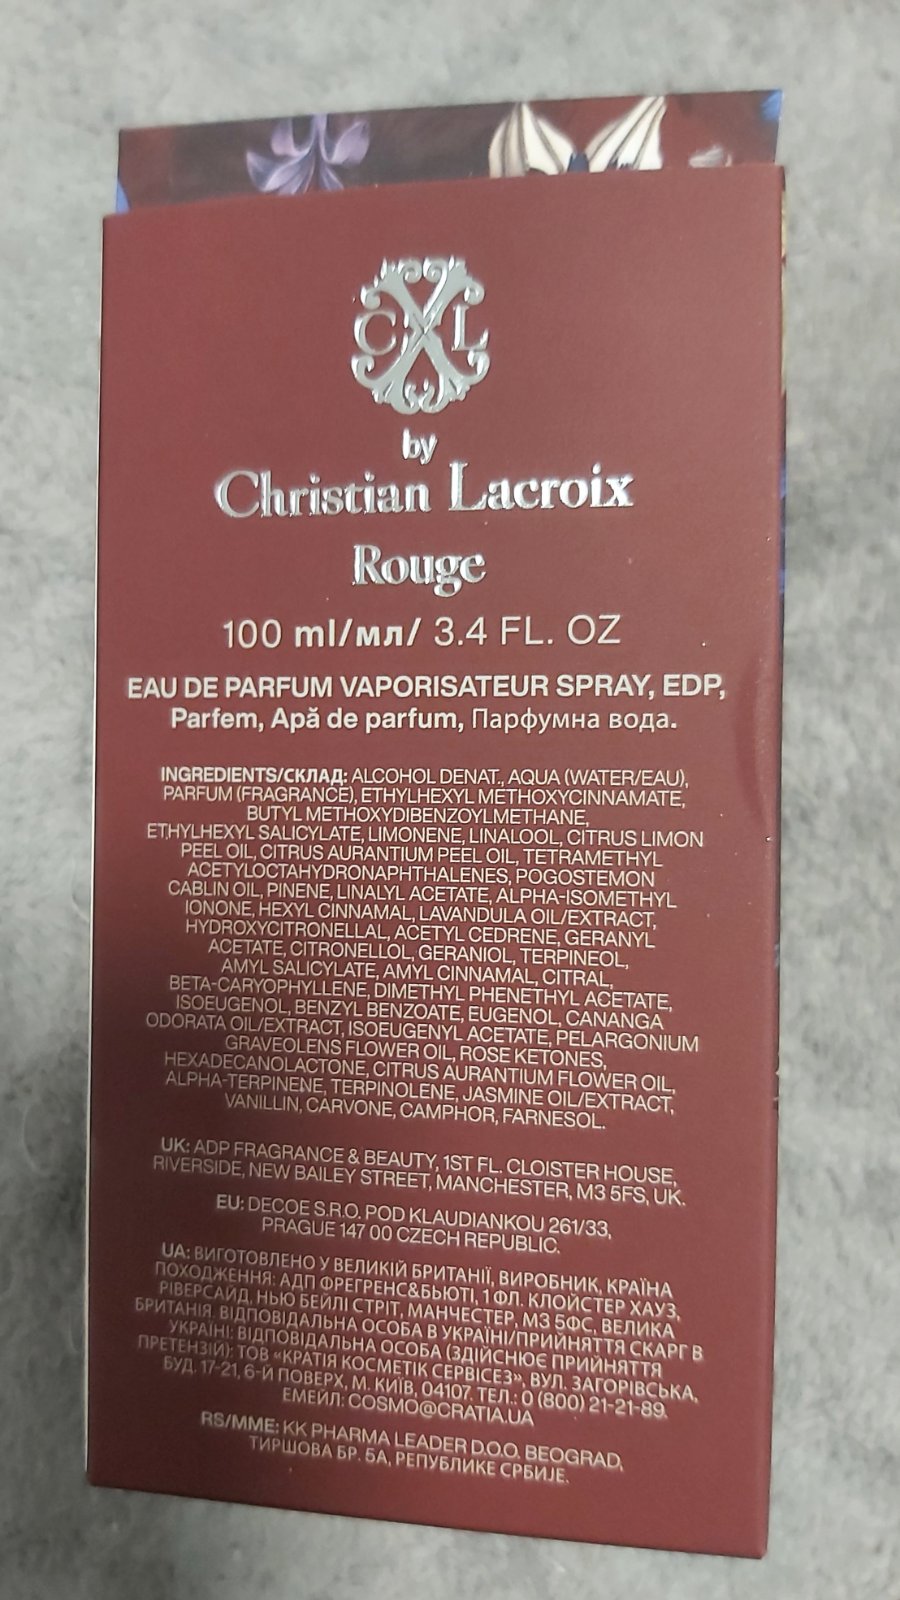 CXL
by
Christian Lacroix
Rouge
100 ml/мл/ 3.4 FL. OZ
EAU DE PARFUM VAPORISATEUR SPRAY, EDP,
Parfem, Apă de parfum, Парфумна вода.
INGREDIENTS/СКЛАД: ALCOHOL DENAT., AQUA (WATER/EAU),
PARFUM (FRAGRANCE), ETHYLHEXYL METHOXYCINNAMATE,
BUTYL METHOXYDIBENZOYLMETHANE,
ETHYLHEXYL SALICYLATE, LIMONENE, LINALOOL, CITRUS LIMON
PEEL OIL, CITRUS AURANTIUM PEEL OIL, TETRAMETHYL
ACETYLOCTAHYDRONAPHTHALENES, POGOSTEMON
CABLIN OIL, PINENE, LINALYL ACETATE, ALPHA-ISOMETHYL
IONONE, HEXYL CINNAMAL, LAVANDULA OIL/EXTRACT,
HYDROXYCITRONELLAL, ACETYL CEDRENE, GERANYL
ACETATE, CITRONELLOL, GERANIOL, TERPINEOL,
AMYL SALICYLATE, AMYL CINNAMAL, CITRAL,
BETA-CARYOPHYLLENE, DIMETHYL PHENETHYL ACETATE,
ISOEUGENOL, BENZYL BENZOATE, EUGENOL, CANANGA
ODORATA OIL/EXTRACT, ISOEUGENYL ACETATE, PELARGONIUM
GRAVEOLENS FLOWER OIL, ROSE KETONES,
HEXADECANOLACTONE, CITRUS AURANTIUM FLOWER OIL,
ALPHA-TERPINENE, TERPINOLENE, JASMINE OIL/EXTRACT,
VANILLIN, CARVONE, CAMPHOR, FARNESOL.
UK: ADP FRAGRANCE & BEAUTY, 1ST FL. CLOISTER HOUSE,
RIVERSIDE, NEW BAILEY STREET, MANCHESTER, M3 5FS, UK.
EU: DECOE S.R.O. POD KLAUDIANKOU 261/33,
PRAGUE 147 00 CZECH REPUBLIC.
UA: ВИГОТОВЛЕНО У ВЕЛИКІЙ БРИТАНІЇ, ВИРОБНИК, КРАЇНА
ПОХОДЖЕННЯ: АДП ФРЕГРЕНС&БЬЮТІ, 1 ФЛ. КЛОЙСТЕР ХАУЗ,
РІВЕРСАЙД, НЬЮ БЕЙЛІ СТРІТ, МАНЧЕСТЕР, М3 5ФС, ВЕЛИКА
БРИТАНІЯ. ВІДПОВІДАЛЬНА ОСОБА В УКРАЇНІ/ПРИЙНЯТТЯ СКАРГ В
УКРАЇНІ: ВІДПОВІДАЛЬНА ОСОБА (ЗДІЙСНЮЄ ПРИЙНЯТТЯ
ПРЕТЕНЗІЙ): ТОВ «КРАТІЯ КОСМЕТІК СЕРВІСЕЗ», ВУЛ. ЗАГОРІВСЬКА,
БУД. 17-21, 6-Й ПОВЕРХ, М. КИЇВ, 04107. ТЕЛ.: 0 (800) 21-21-89.
ЕМЕЙЛ: COSMO@CRATIA.UA
RS/MME: KK PHARMA LEADER D.O.O. BEOGRAD,
ТИРШОВА БР. 5А, РЕПУБЛИКЕ СРБИЈЕ.